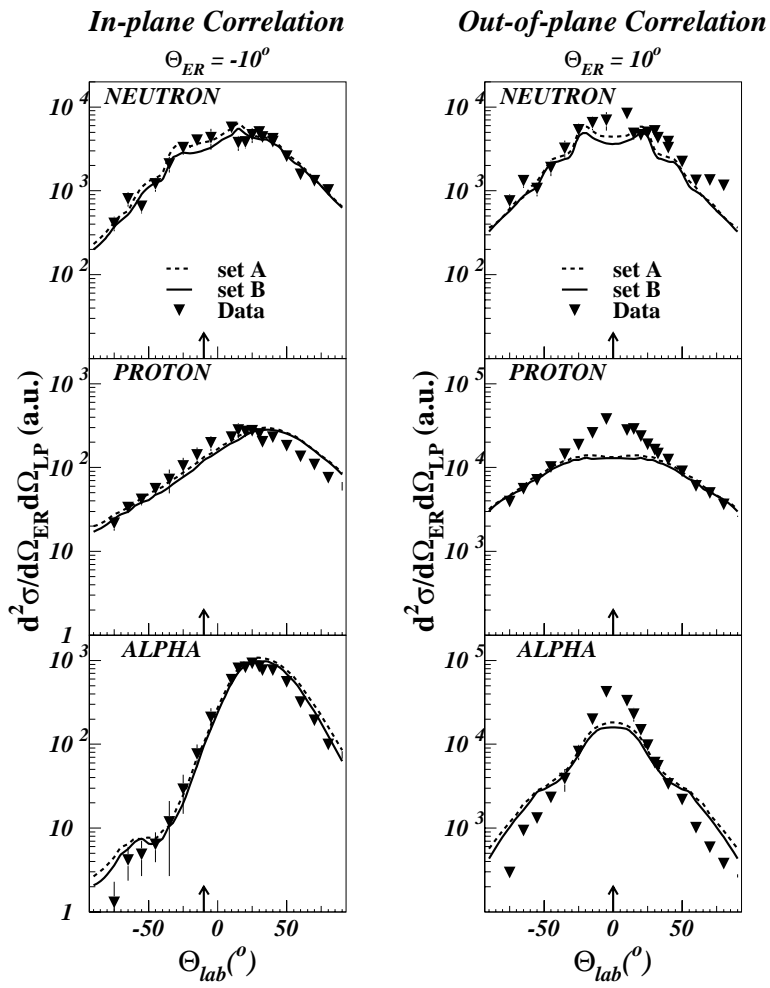 In-plane Correlation
Θ_ER = -10°
NEUTRON
10^4
10^3
10^2
set A
set B
Data
PROTON
10^3
10^2
10
1
ALPHA
10^3
10^2
10
1
d²σ/dΩ_ER dΩ_LP (a.u.)
-50 0 50
Θ_lab(°)
Out-of-plane Correlation
Θ_ER = 10°
NEUTRON
10^4
10^3
10^2
set A
set B
Data
PROTON
10^5
10^4
10^3
ALPHA
10^5
10^4
10^3
d²σ/dΩ_ER dΩ_LP (a.u.)
-50 0 50
Θ_lab(°)